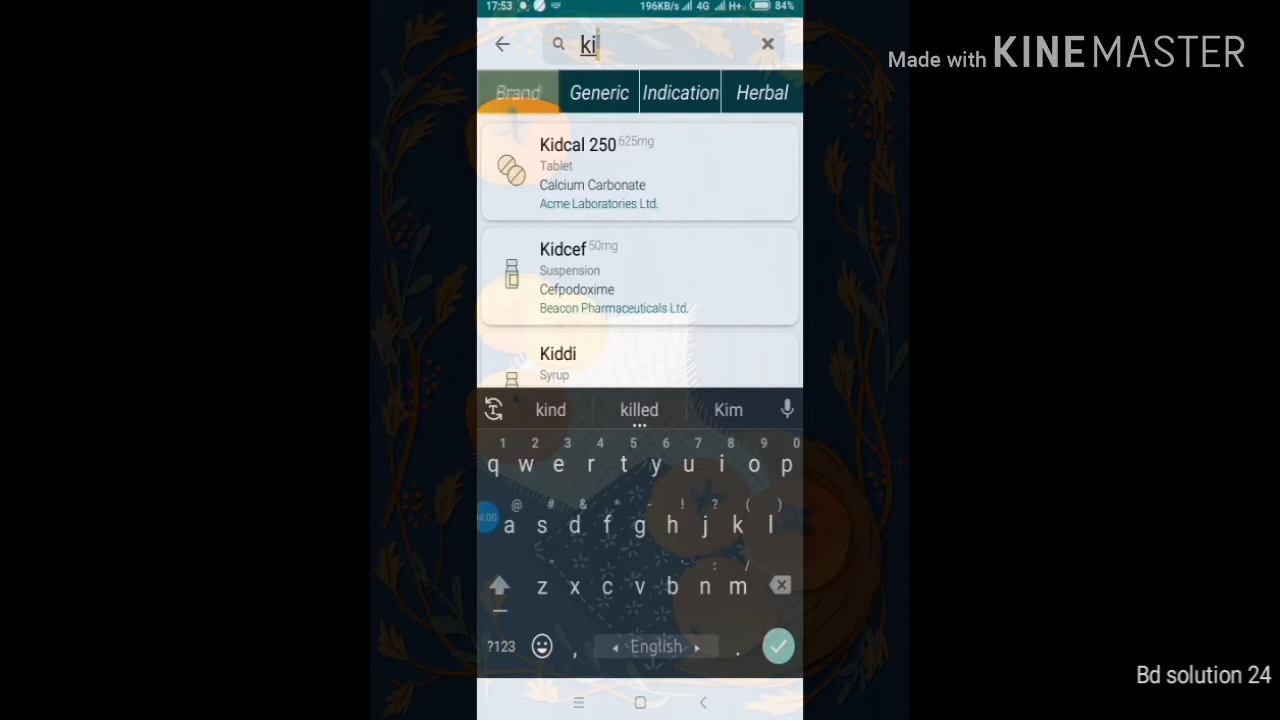 17:53 196KB/s 4G H+ 84%
Made with KINEMASTER
ki
Brand Generic Indication Herbal
Kidcal 250 625mg
Tablet
Calcium Carbonate
Acme Laboratories Ltd.
Kidcef 50mg
Suspension
Cefpodoxime
Beacon Pharmaceuticals Ltd.
Kiddi
Syrup
kind killed Kim
1 2 3 4 5 6 7 8 9 0
q w e r t y u i o p
@ # & * - ! ? ( )
a s d f g h j k l
" ' : /
z x c v b n m
?123 , English .
Bd solution 24